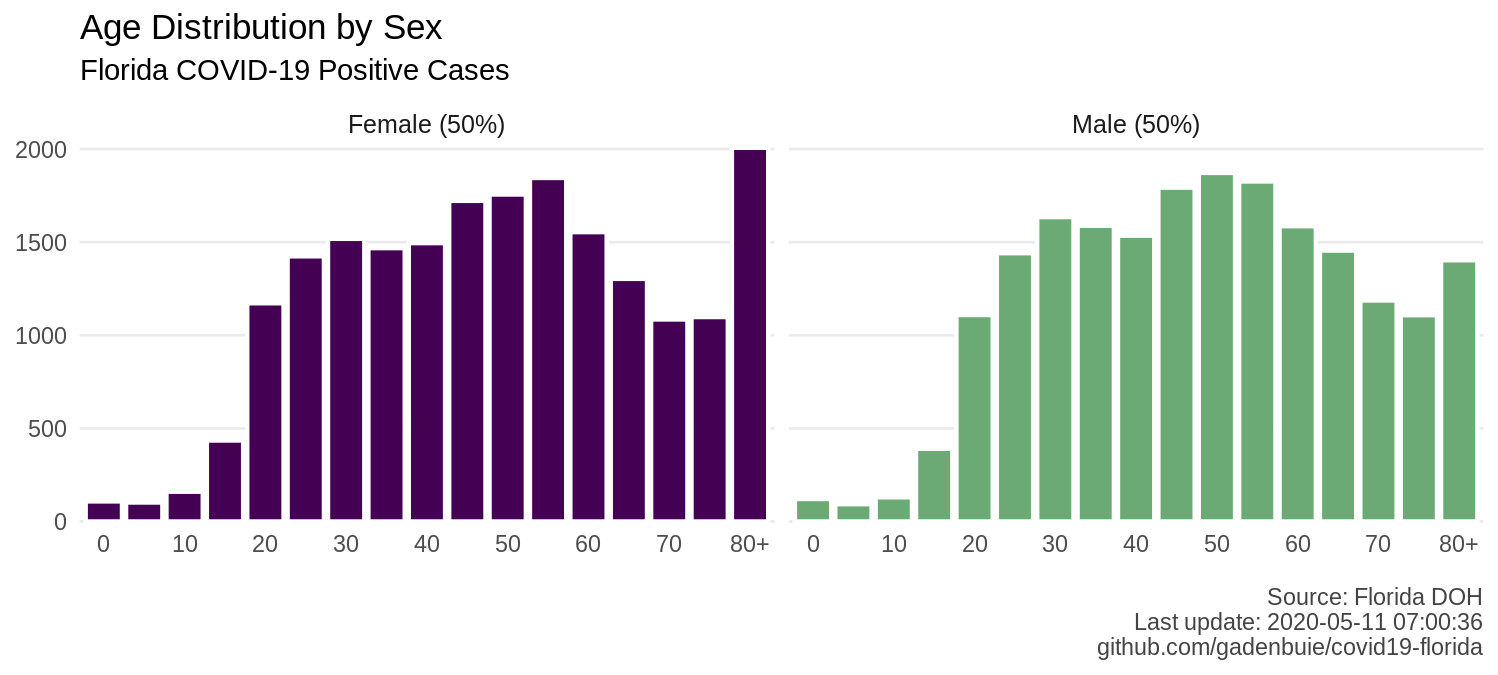 Age Distribution by Sex
Florida COVID-19 Positive Cases
Female (50%)
Male (50%)
2000
1500
1000
500
0
0 10 20 30 40 50 60 70 80+
0 10 20 30 40 50 60 70 80+
Source: Florida DOH
Last update: 2020-05-11 07:00:36
github.com/gadenbuie/covid19-florida